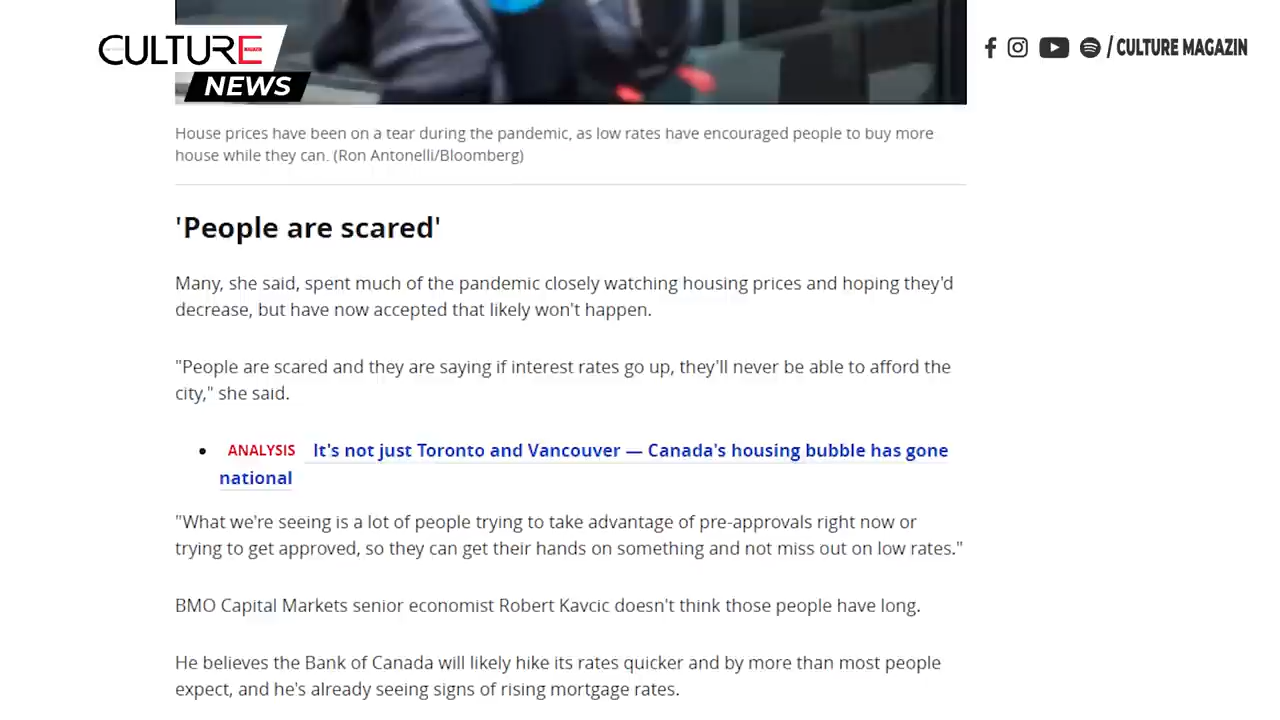 CULTURE
NEWS
/ CULTURE MAGAZIN
House prices have been on a tear during the pandemic, as low rates have encouraged people to buy more
house while they can. (Ron Antonelli/Bloomberg)
'People are scared'
Many, she said, spent much of the pandemic closely watching housing prices and hoping they'd
decrease, but have now accepted that likely won't happen.
"People are scared and they are saying if interest rates go up, they'll never be able to afford the
city," she said.
• ANALYSIS It's not just Toronto and Vancouver — Canada's housing bubble has gone
national
"What we're seeing is a lot of people trying to take advantage of pre-approvals right now or
trying to get approved, so they can get their hands on something and not miss out on low rates."
BMO Capital Markets senior economist Robert Kavcic doesn't think those people have long.
He believes the Bank of Canada will likely hike its rates quicker and by more than most people
expect, and he's already seeing signs of rising mortgage rates.